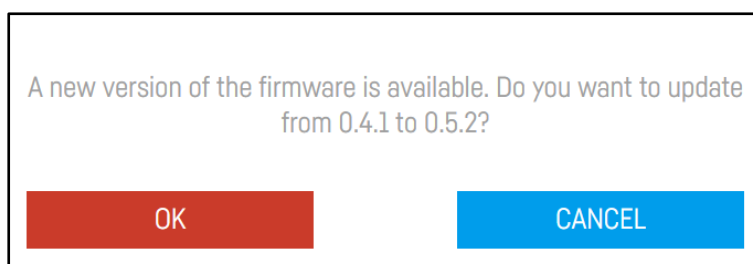 A new version of the firmware is available. Do you want to update
from 0.4.1 to 0.5.2?
OK
CANCEL